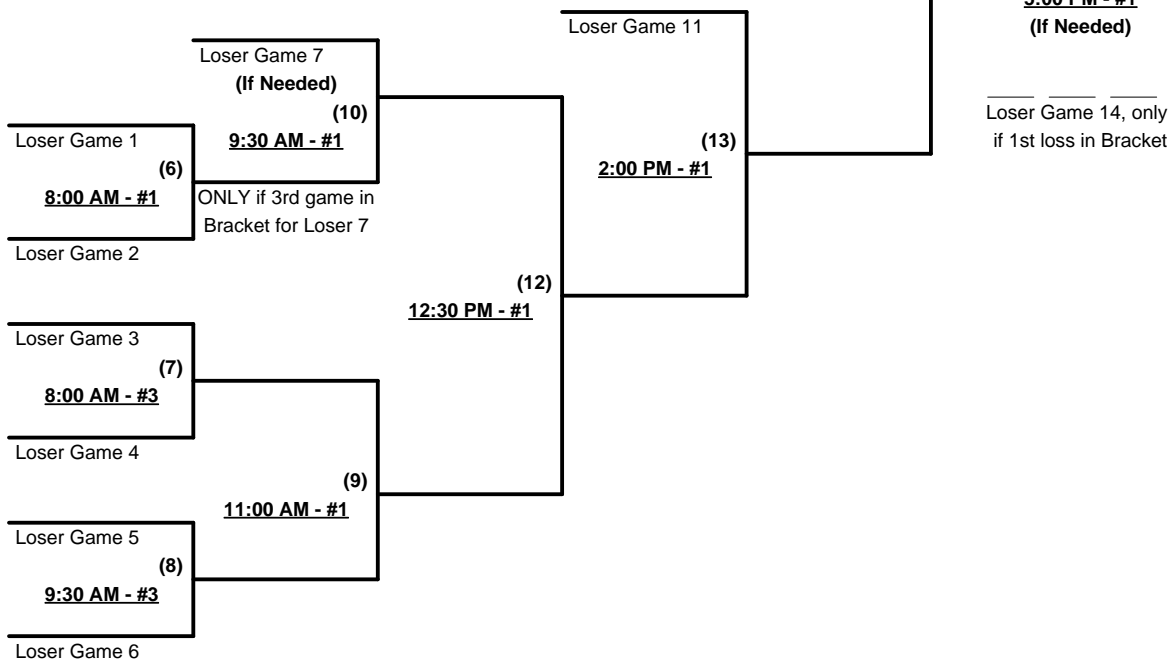 5:00 PM - #1
(If Needed)
Loser Game 11
Loser Game 7
(If Needed)
(10)
9:30 AM - #1
Loser Game 14, only
if 1st loss in Bracket
Loser Game 1
(6)
8:00 AM - #1
ONLY if 3rd game in
Bracket for Loser 7
Loser Game 2
(13)
2:00 PM - #1
(12)
12:30 PM - #1
Loser Game 3
(7)
8:00 AM - #3
Loser Game 4
(9)
11:00 AM - #1
Loser Game 5
(8)
9:30 AM - #3
Loser Game 6